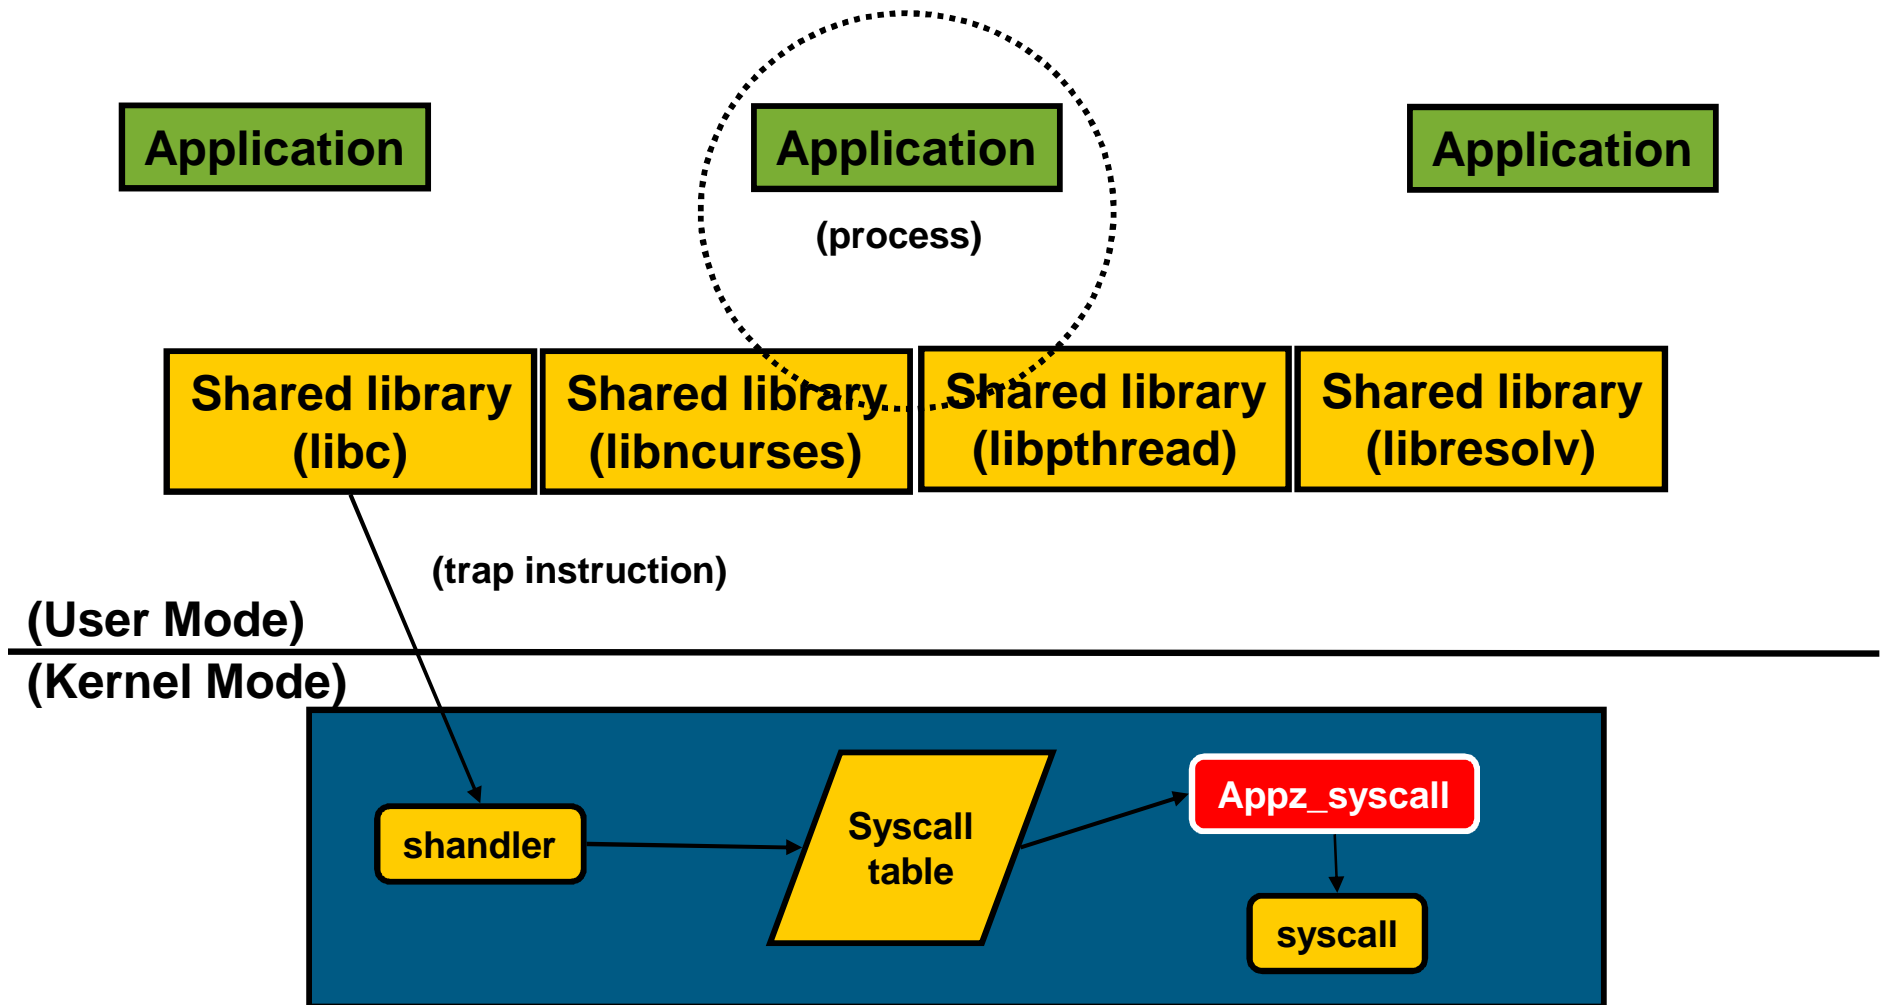 Application
Application
Application
(process)
Shared library
(libc)
Shared library
(libncurses)
Shared library
(libpthread)
Shared library
(libresolv)
(trap instruction)
(User Mode)
(Kernel Mode)
shandler
Syscall
table
Appz_syscall
syscall